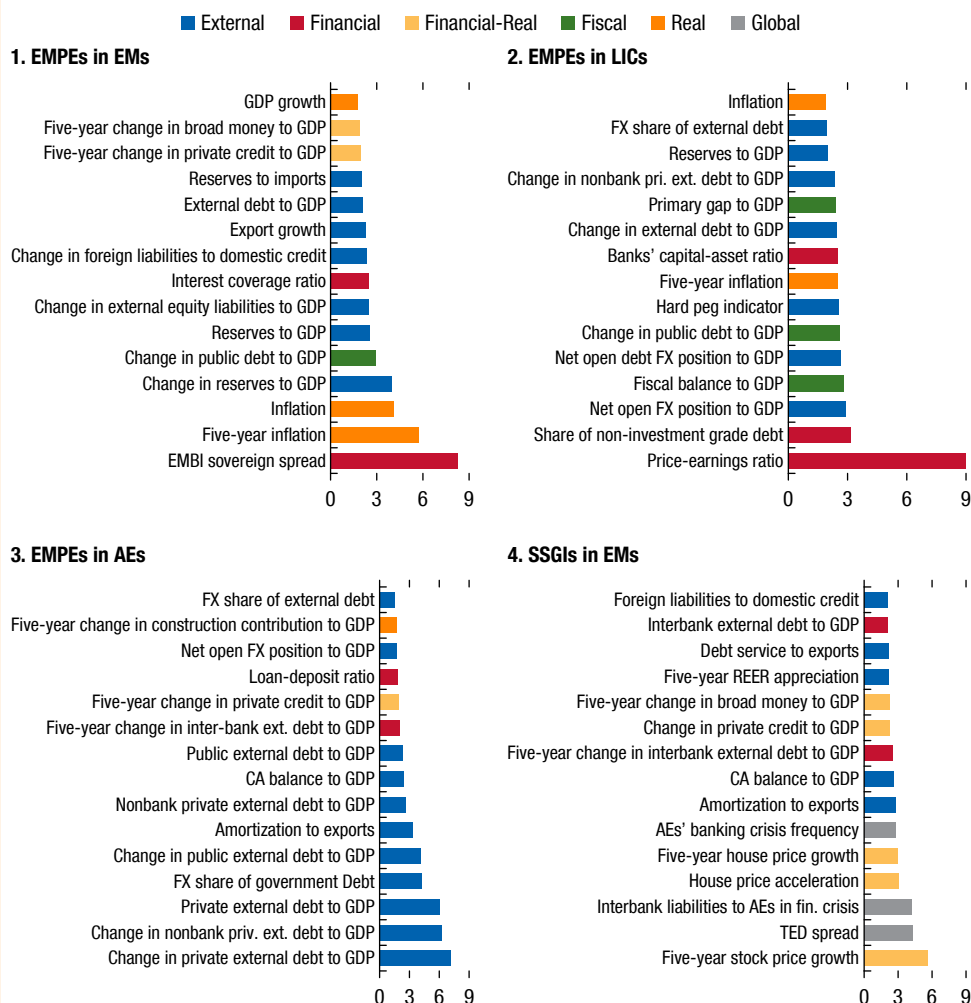 External Financial Financial-Real Fiscal Real Global
1. EMPEs in EMs
GDP growth
Five-year change in broad money to GDP
Five-year change in private credit to GDP
Reserves to imports
External debt to GDP
Export growth
Change in foreign liabilities to domestic credit
Interest coverage ratio
Change in external equity liabilities to GDP
Reserves to GDP
Change in public debt to GDP
Change in reserves to GDP
Inflation
Five-year inflation
EMBI sovereign spread
0 3 6 9
2. EMPEs in LICs
Inflation
FX share of external debt
Reserves to GDP
Change in nonbank pri. ext. debt to GDP
Primary gap to GDP
Change in external debt to GDP
Banks’ capital-asset ratio
Five-year inflation
Hard peg indicator
Change in public debt to GDP
Net open debt FX position to GDP
Fiscal balance to GDP
Net open FX position to GDP
Share of non-investment grade debt
Price-earnings ratio
0 3 6 9
3. EMPEs in AEs
FX share of external debt
Five-year change in construction contribution to GDP
Net open FX position to GDP
Loan-deposit ratio
Five-year change in private credit to GDP
Five-year change in inter-bank ext. debt to GDP
Public external debt to GDP
CA balance to GDP
Nonbank private external debt to GDP
Amortization to exports
Change in public external debt to GDP
FX share of government Debt
Private external debt to GDP
Change in nonbank priv. ext. debt to GDP
Change in private external debt to GDP
0 3 6 9
4. SSGIs in EMs
Foreign liabilities to domestic credit
Interbank external debt to GDP
Debt service to exports
Five-year REER appreciation
Five-year change in broad money to GDP
Change in private credit to GDP
Five-year change in interbank external debt to GDP
CA balance to GDP
Amortization to exports
AEs’ banking crisis frequency
Five-year house price growth
House price acceleration
Interbank liabilities to AEs in fin. crisis
TED spread
Five-year stock price growth
0 3 6 9